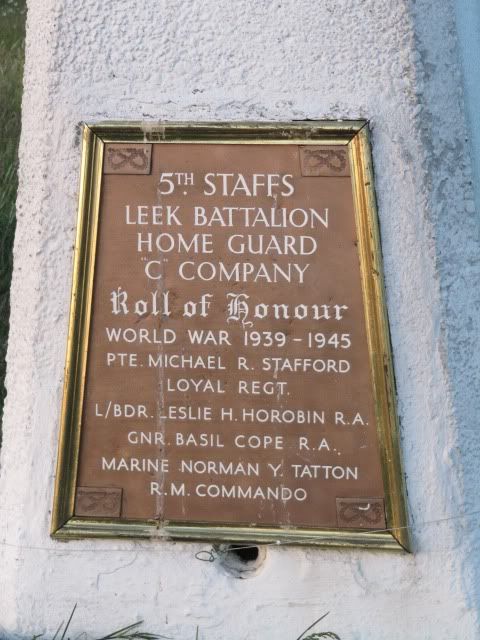 5TH. STAFFS
LEEK BATTALION
HOME GUARD
"C" COMPANY
Roll of Honour
WORLD WAR 1939-1945
PTE. MICHAEL R. STAFFORD
LOYAL REGT.
L/BDR. LESLIE H. HOROBIN R.A.
GNR. BASIL COPE R.A.,
MARINE NORMAN Y. TATTON
R.M. COMMANDO